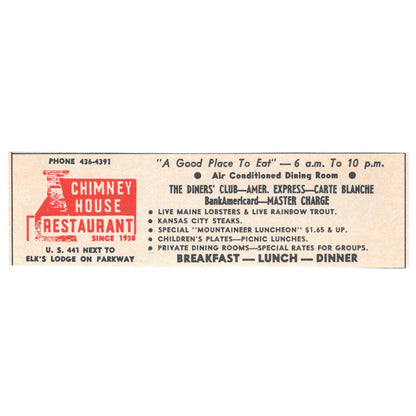 PHONE 436-4391
CHIMNEY
HOUSE
RESTAURANT
SINCE 1938
U. S. 441 NEXT TO
ELK'S LODGE ON PARKWAY
"A Good Place To Eat" — 6 a.m. To 10 p.m.
● Air Conditioned Dining Room ●
THE DINERS' CLUB—AMER. EXPRESS—CARTE BLANCHE
BankAmericard—MASTER CHARGE
• LIVE MAINE LOBSTERS & LIVE RAINBOW TROUT.
• KANSAS CITY STEAKS.
• SPECIAL "MOUNTAINEER LUNCHEON" $1.65 & UP.
• CHILDREN'S PLATES—PICNIC LUNCHES.
• PRIVATE DINING ROOMS—SPECIAL RATES FOR GROUPS.
BREAKFAST — LUNCH — DINNER